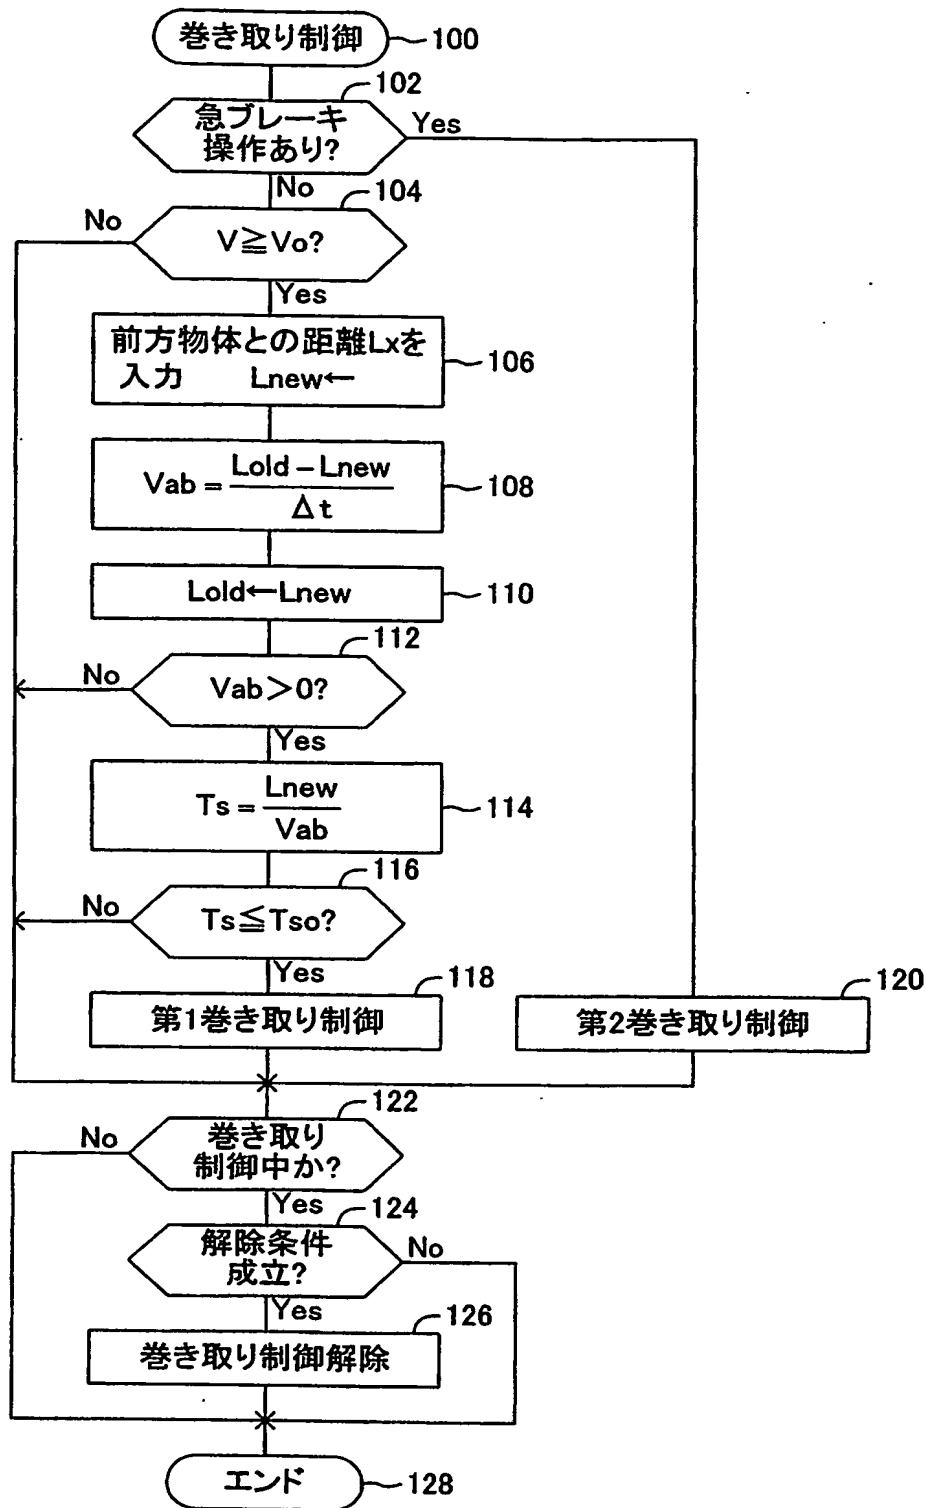 巻き取り制御
100
102
急ブレーキ
操作あり?
Yes
No
104
No
V≧Vo?
Yes
前方物体との距離Lxを
入力 Lnew←
106
Vab = (Lold − Lnew) / Δt
108
Lold←Lnew
110
112
No
Vab>0?
Yes
Ts = Lnew / Vab
114
116
No
Ts≦Tso?
Yes
118
第1巻き取り制御
120
第2巻き取り制御
122
No
巻き取り
制御中か?
Yes
124
解除条件
成立?
No
Yes
126
巻き取り制御解除
エンド
128